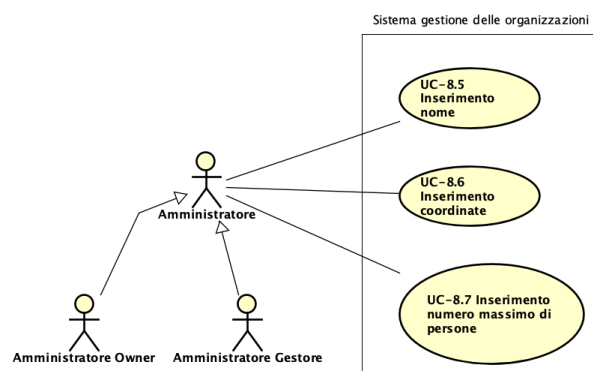 Sistema gestione delle organizzazioni
UC-8.5
Inserimento
nome
UC-8.6
Inserimento
coordinate
Amministratore
UC-8.7 Inserimento
numero massimo di
persone
Amministratore Owner
Amministratore Gestore